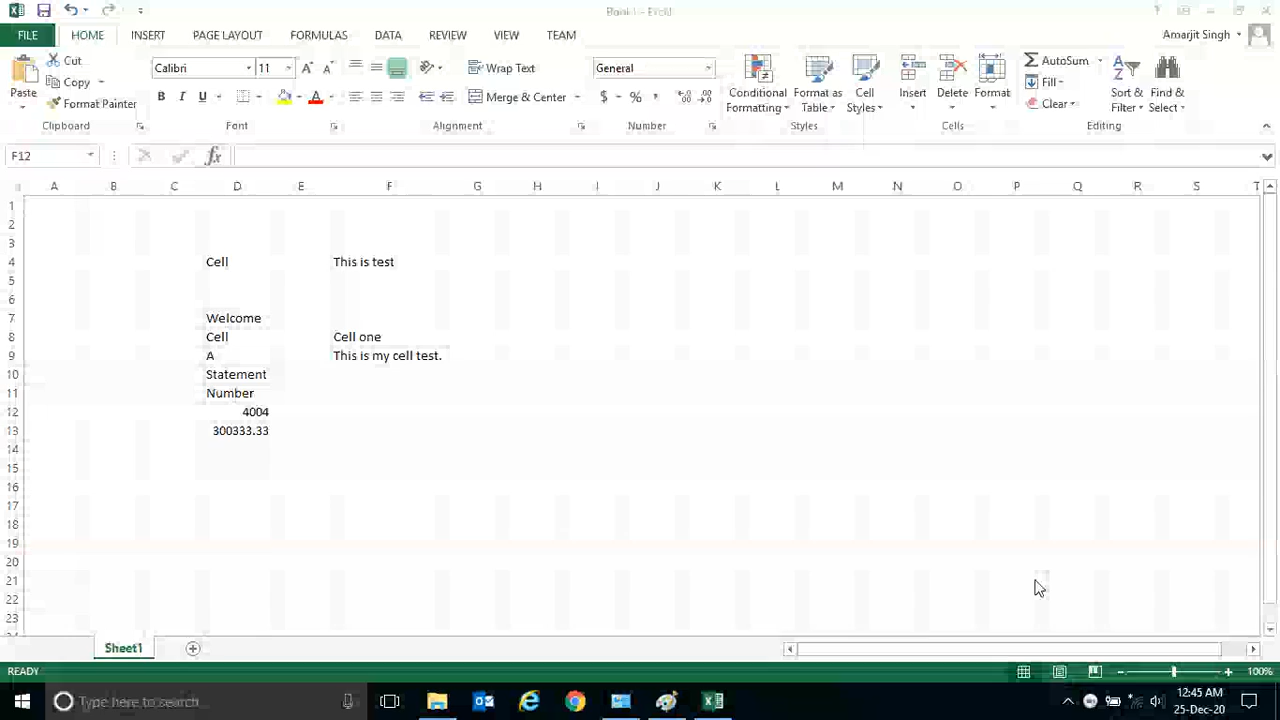 Book1 - Excel
FILE HOME INSERT PAGE LAYOUT FORMULAS DATA REVIEW VIEW TEAM Amarjit Singh
Cut
Copy
Format Painter
Paste
Clipboard
Calibri 11
B I U A
Font
Wrap Text
Merge & Center
Alignment
General
$ % ,
Number
Conditional Formatting
Format as Table
Cell Styles
Styles
Insert Delete Format
Cells
AutoSum
Fill
Clear
Sort & Filter
Find & Select
Editing
F12 fx
A B C D E F G H I J K L M N O P Q R S T
1
2
3
4 Cell This is test
5
6
7 Welcome
8 Cell Cell one
9 A This is my cell test.
10 Statement
11 Number
12 4004
13 300333.33
14
15
16
17
18
19
20
21
22
23
Sheet1
READY 100%
Type here to search
12:45 AM
25-Dec-20